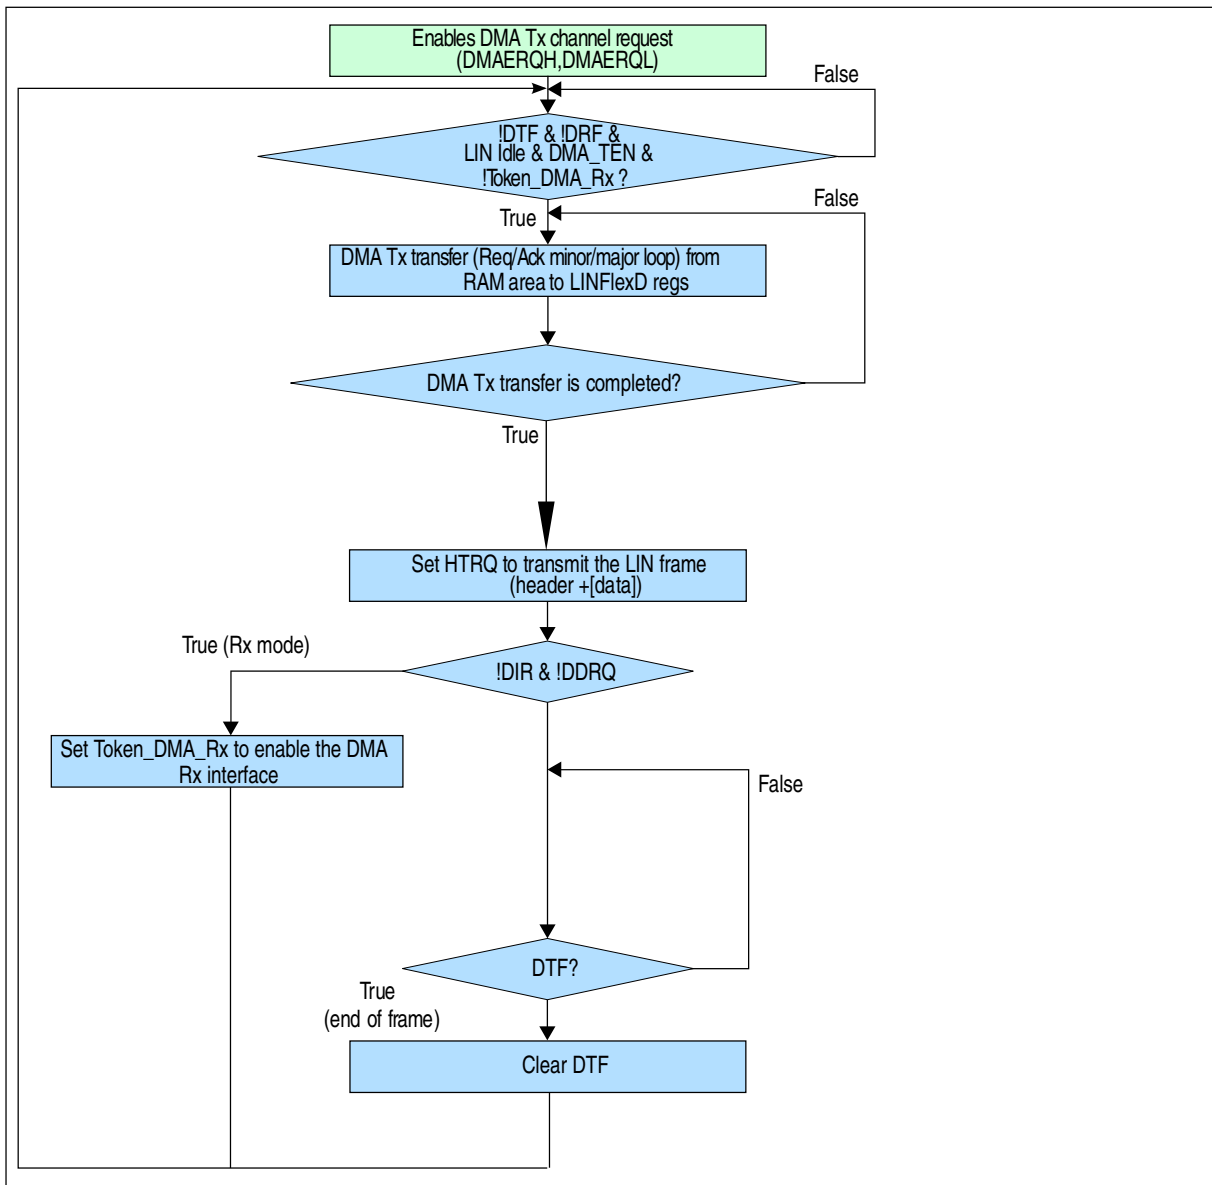 Enables DMA Tx channel request
(DMAERQH,DMAERQL)
False
!DTF & !DRF &
LIN Idle & DMA_TEN &
!Token_DMA_Rx ?
False
True
DMA Tx transfer (Req/Ack minor/major loop) from
RAM area to LINFlexD regs
DMA Tx transfer is completed?
True
Set HTRQ to transmit the LIN frame
(header +[data])
True (Rx mode)
!DIR & !DDRQ
Set Token_DMA_Rx to enable the DMA
Rx interface
False
DTF?
True
(end of frame)
Clear DTF